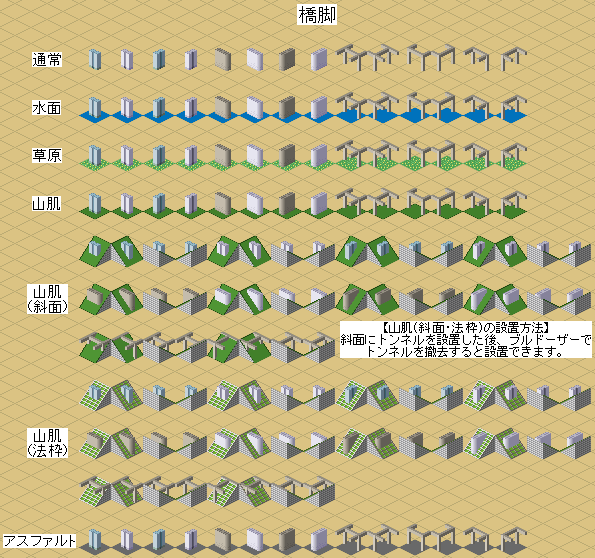 橋脚
通常
水面
草原
山肌
山肌
(斜面)
【山肌(斜面・法枠)の設置方法】
斜面にトンネルを設置した後、ブルドーザーで
トンネルを撤去すると設置できます。
山肌
(法枠)
アスファルト